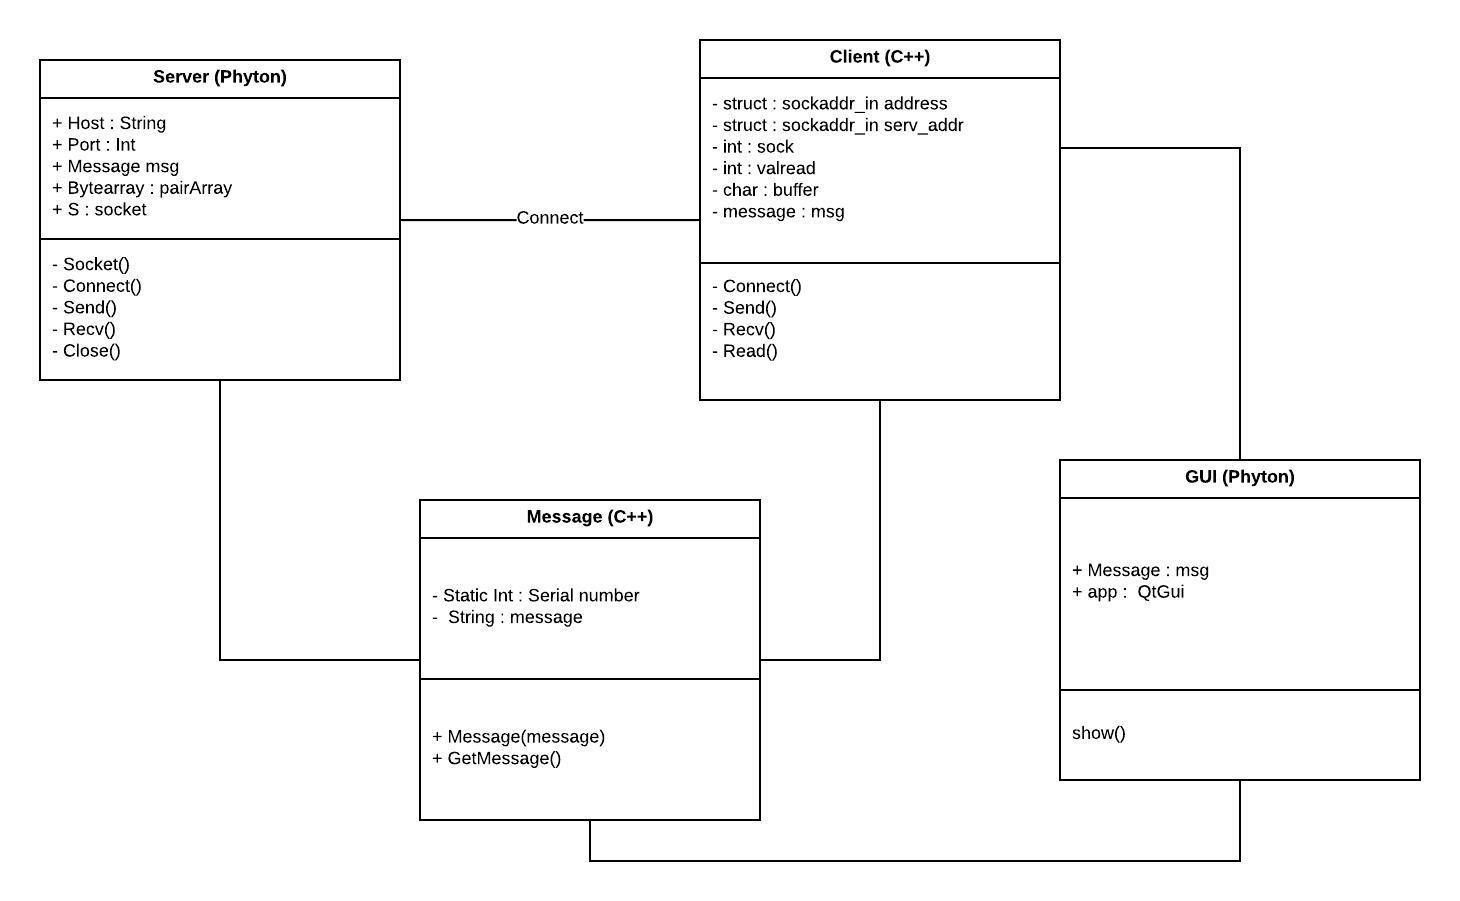 Server (Phyton)
+ Host : String
+ Port : Int
+ Message msg
+ Bytearray : pairArray
+ S : socket
- Socket()
- Connect()
- Send()
- Recv()
- Close()
Connect
Client (C++)
- struct : sockaddr_in address
- struct : sockaddr_in serv_addr
- int : sock
- int : valread
- char : buffer
- message : msg
- Connect()
- Send()
- Recv()
- Read()
Message (C++)
- Static Int : Serial number
- String : message
+ Message(message)
+ GetMessage()
GUI (Phyton)
+ Message : msg
+ app : QtGui
show()